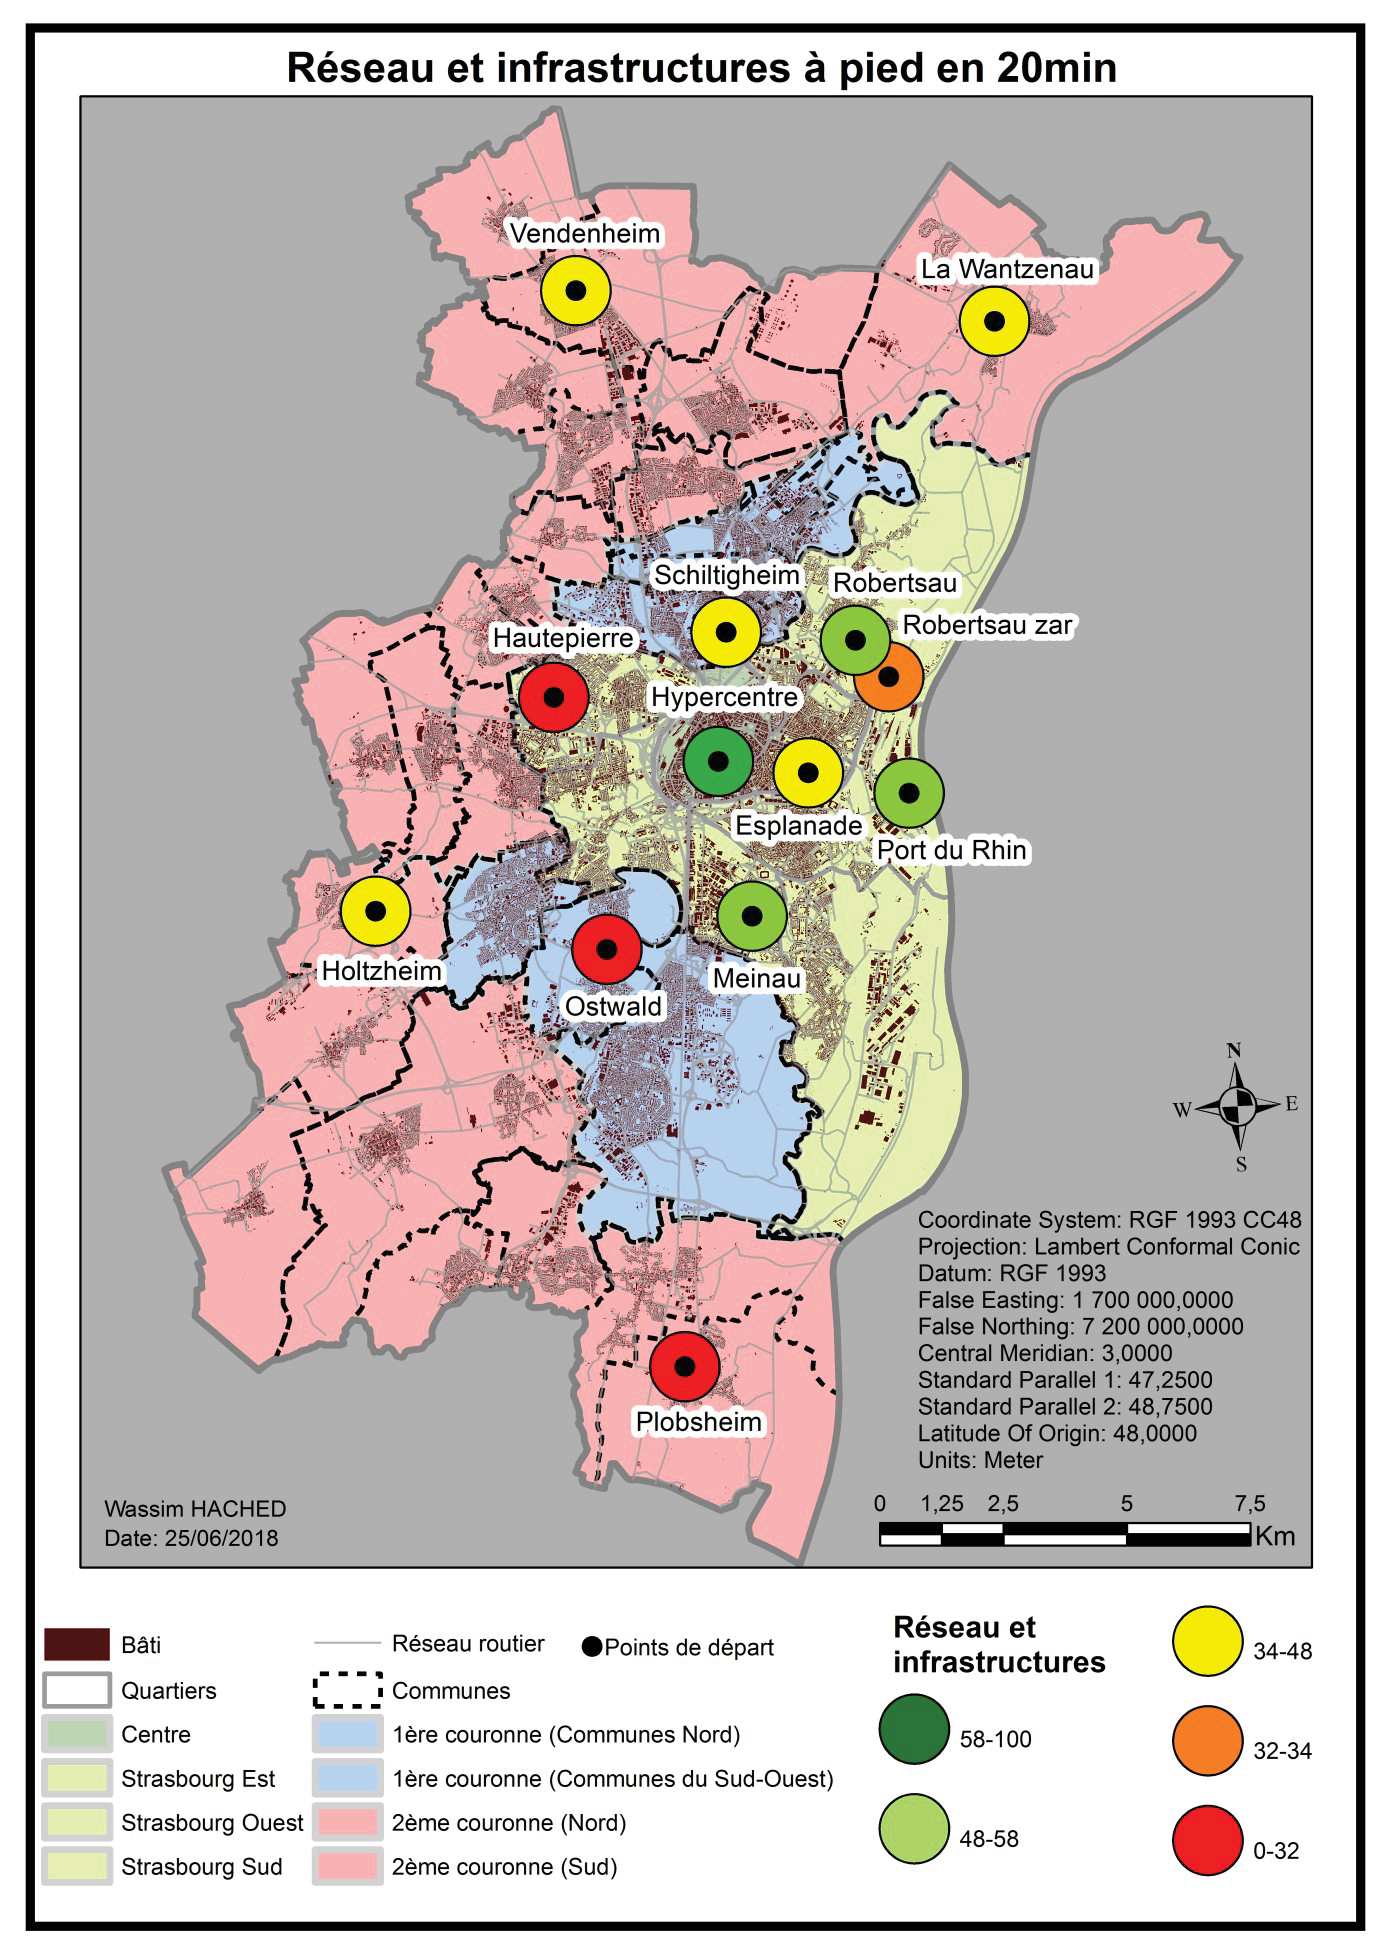 Réseau et infrastructures à pied en 20min
Vendenheim
La Wantzenau
Schiltigheim
Robertsau
Robertsau zar
Hautepierre
Hypercentre
Esplanade
Port du Rhin
Holtzheim
Meinau
Ostwald
Plobsheim
N
W
E
S
Coordinate System: RGF 1993 CC48
Projection: Lambert Conformal Conic
Datum: RGF 1993
False Easting: 1 700 000,0000
False Northing: 7 200 000,0000
Central Meridian: 3,0000
Standard Parallel 1: 47,2500
Standard Parallel 2: 48,7500
Latitude Of Origin: 48,0000
Units: Meter
Wassim HACHED
Date: 25/06/2018
0 1,25 2,5 5 7,5
Km
Bâti
Quartiers
Centre
Strasbourg Est
Strasbourg Ouest
Strasbourg Sud
Réseau routier
Points de départ
Communes
1ère couronne (Communes Nord)
1ère couronne (Communes du Sud-Ouest)
2ème couronne (Nord)
2ème couronne (Sud)
Réseau et
infrastructures
58-100
48-58
34-48
32-34
0-32